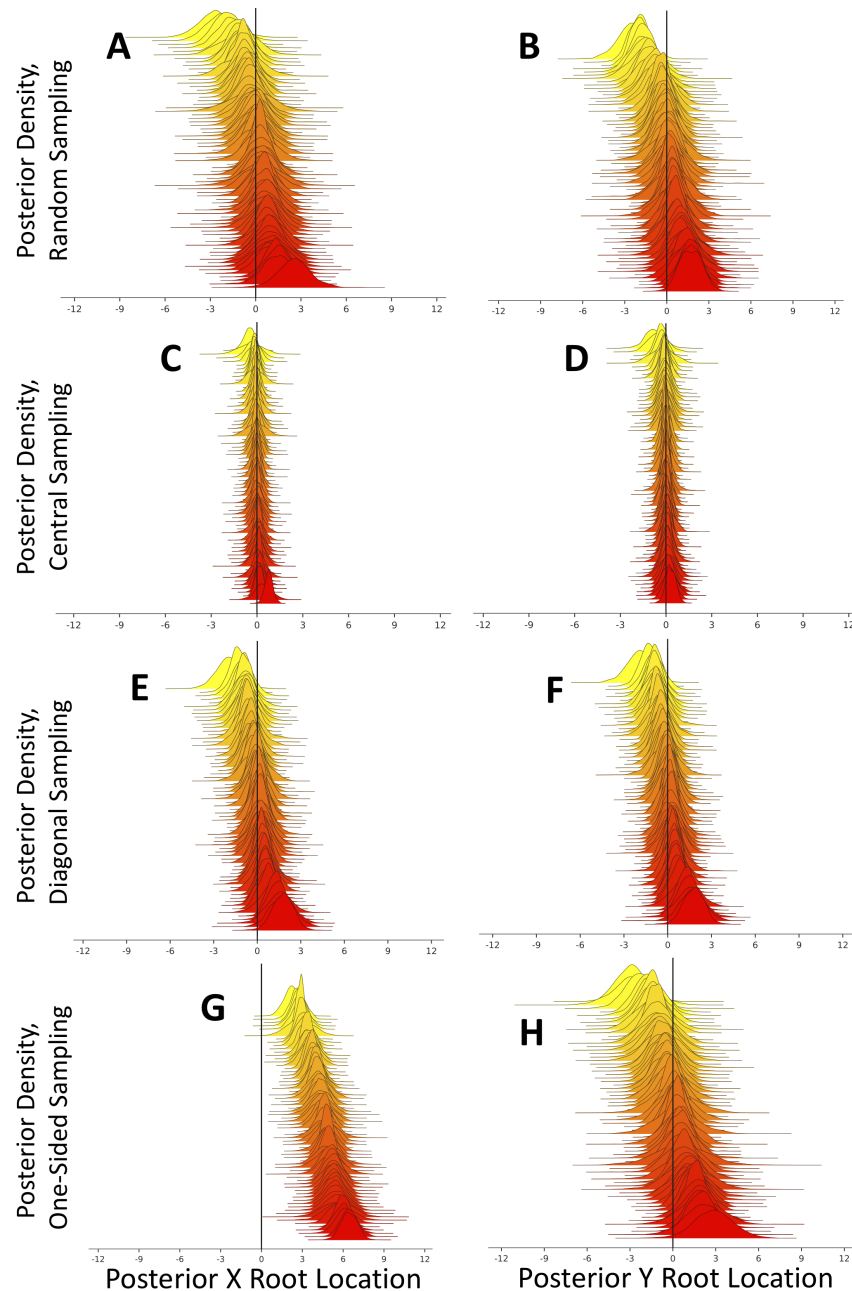 A
B
Posterior Density,
Random Sampling
-12 -9 -6 -3 0 3 6 9 12
-12 -9 -6 -3 0 3 6 9 12
C
D
Posterior Density,
Central Sampling
-12 -9 -6 -3 0 3 6 9 12
-12 -9 -6 -3 0 3 6 9 12
E
F
Posterior Density,
Diagonal Sampling
-12 -9 -6 -3 0 3 6 9 12
-12 -9 -6 -3 0 3 6 9 12
G
H
Posterior Density,
One-Sided Sampling
-12 -9 -6 -3 0 3 6 9 12
-12 -9 -6 -3 0 3 6 9 12
Posterior X Root Location
Posterior Y Root Location